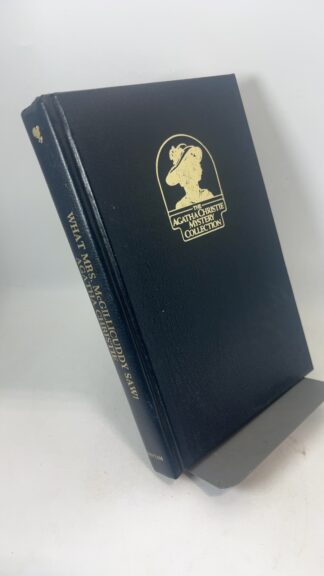 THE
AGATHA CHRISTIE
MYSTERY
COLLECTION
WHAT MRS. McGILLICUDDY SAW!
AGATHA CHRISTIE